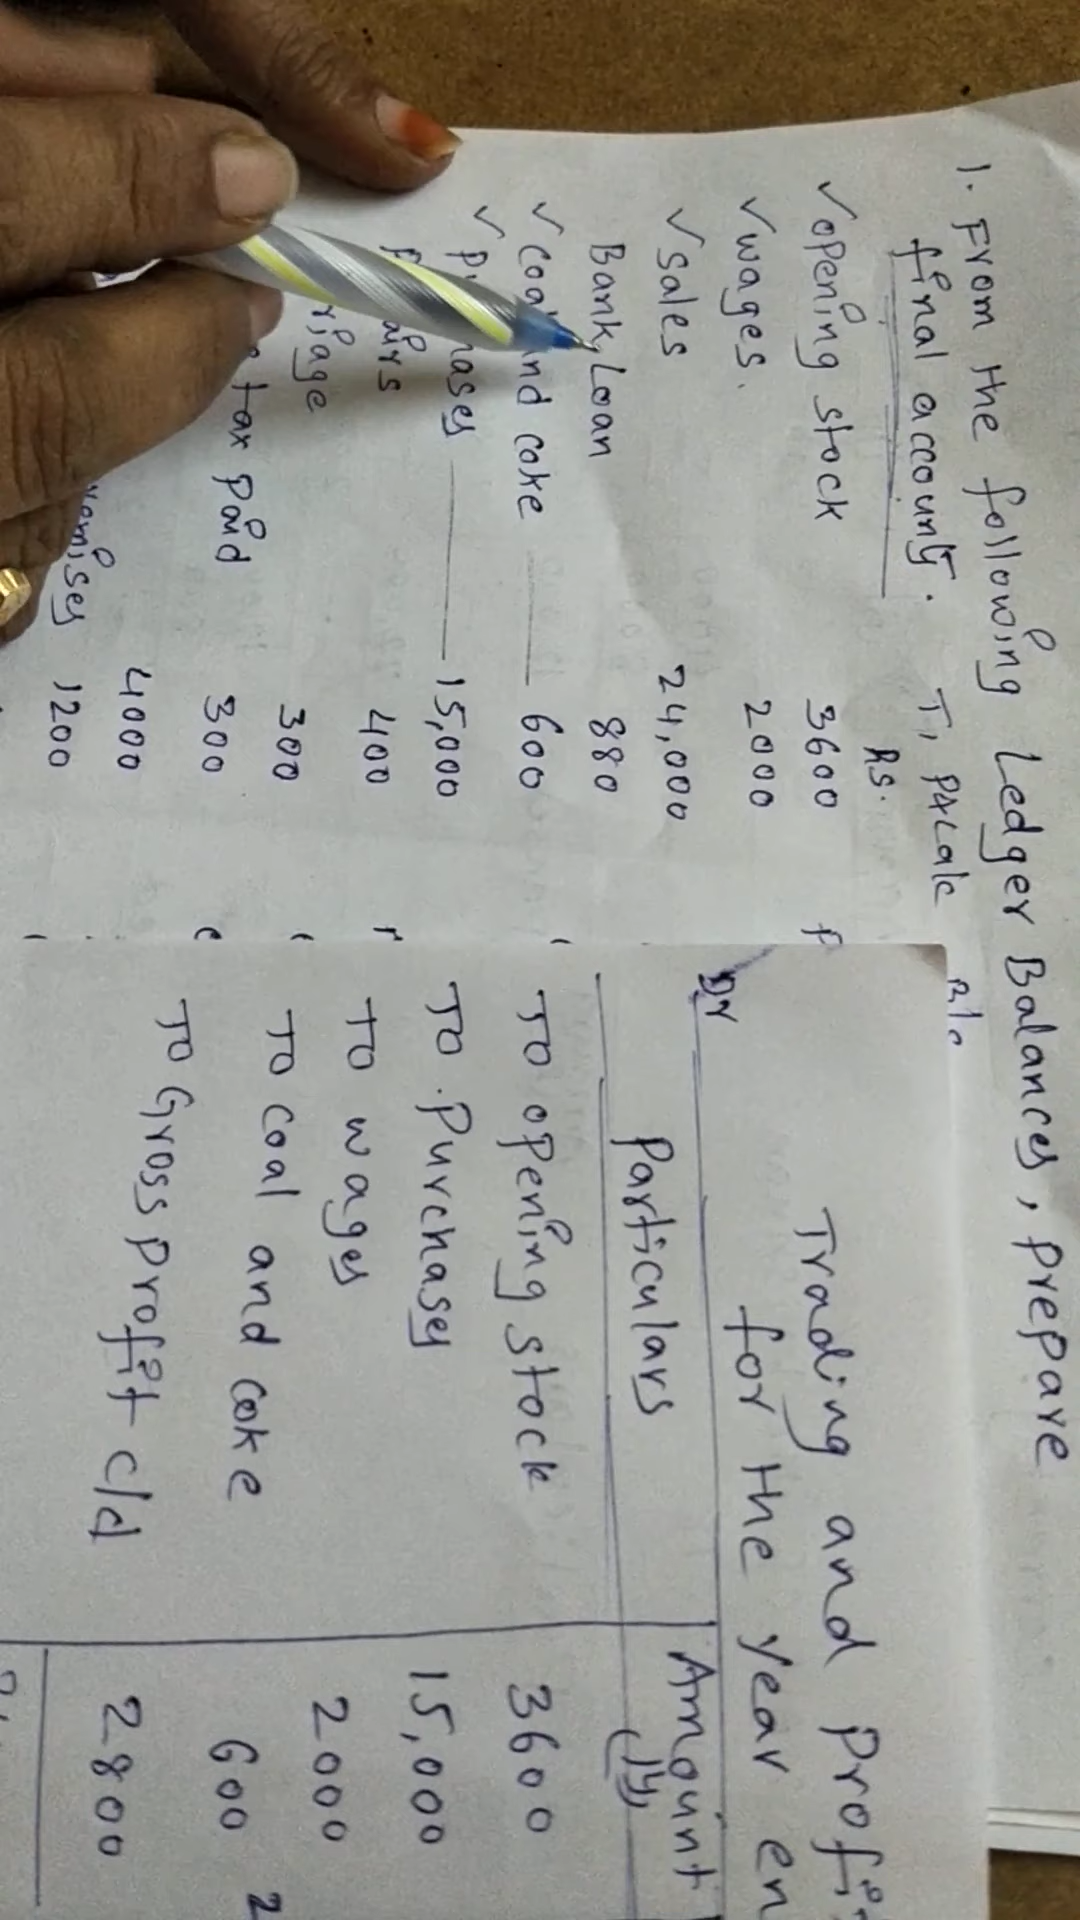 1. From the following Ledger Balances, prepare
final accounts. T, P&L a/c B/s
RS.
✓ opening stock 3600
✓ wages. 2000
✓ sales 24,000
Bank Loan 880
✓ coal and coke 600
✓ purchases 15,000
400
300
tax paid 300
4000
1200
Trading and Profit
for the year en
Dr
Particulars Amount
To opening stock 3600
To purchases 15,000
To wages 2000
To coal and coke 600
To Gross profit c/d 2800
2